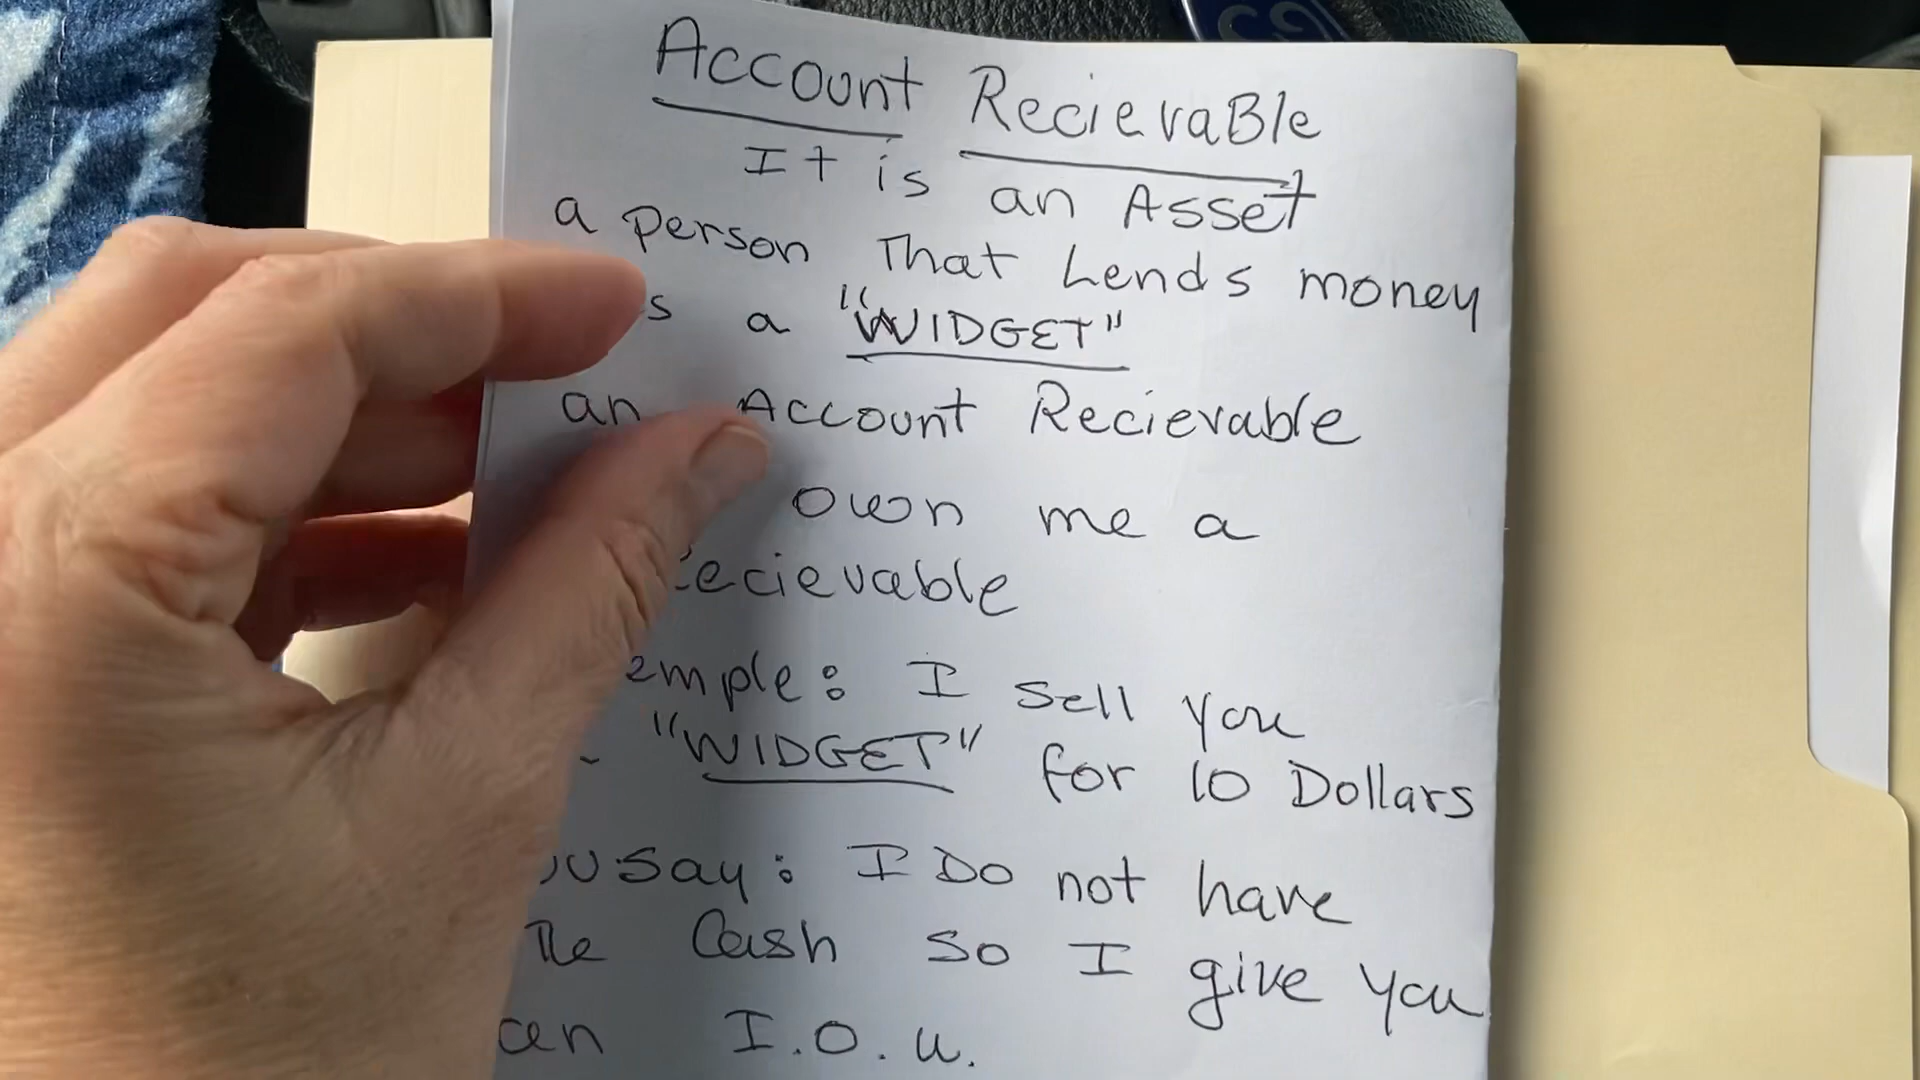 Account RecievaBle
It is an Asset
a person That Lends money
a "WIDGET"
an Account Recievable
own me a
ecievable
emple: I sell you
"WIDGET" for 10 Dollars
Say: I Do not have
The Cash so I give you
an I.O.U.